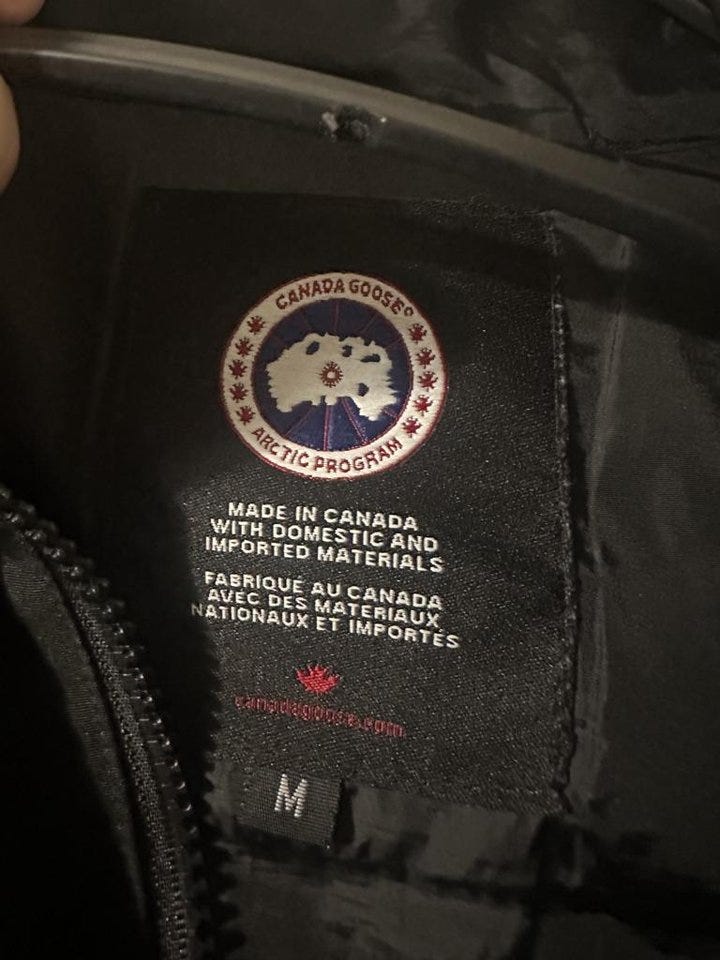 CANADA GOOSE®
ARCTIC PROGRAM
MADE IN CANADA
WITH DOMESTIC AND
IMPORTED MATERIALS
FABRIQUÉ AU CANADA
AVEC DES MATERIAUX
NATIONAUX ET IMPORTÉS
canadagoose.com
M